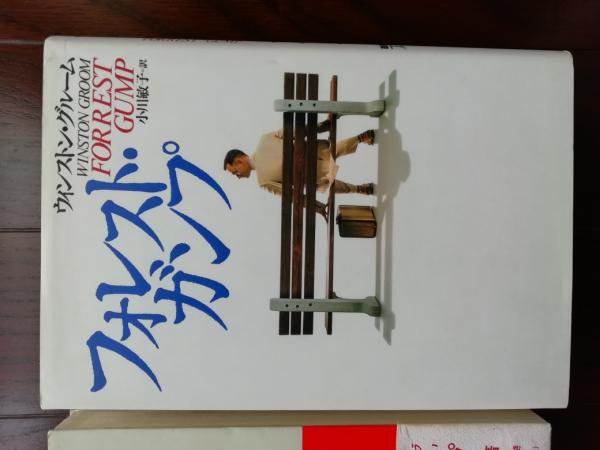 ウィンストン・グルーム
WINSTON GROOM
FORREST
GUMP
小川敏子=訳
フォレスト・
ガンプ